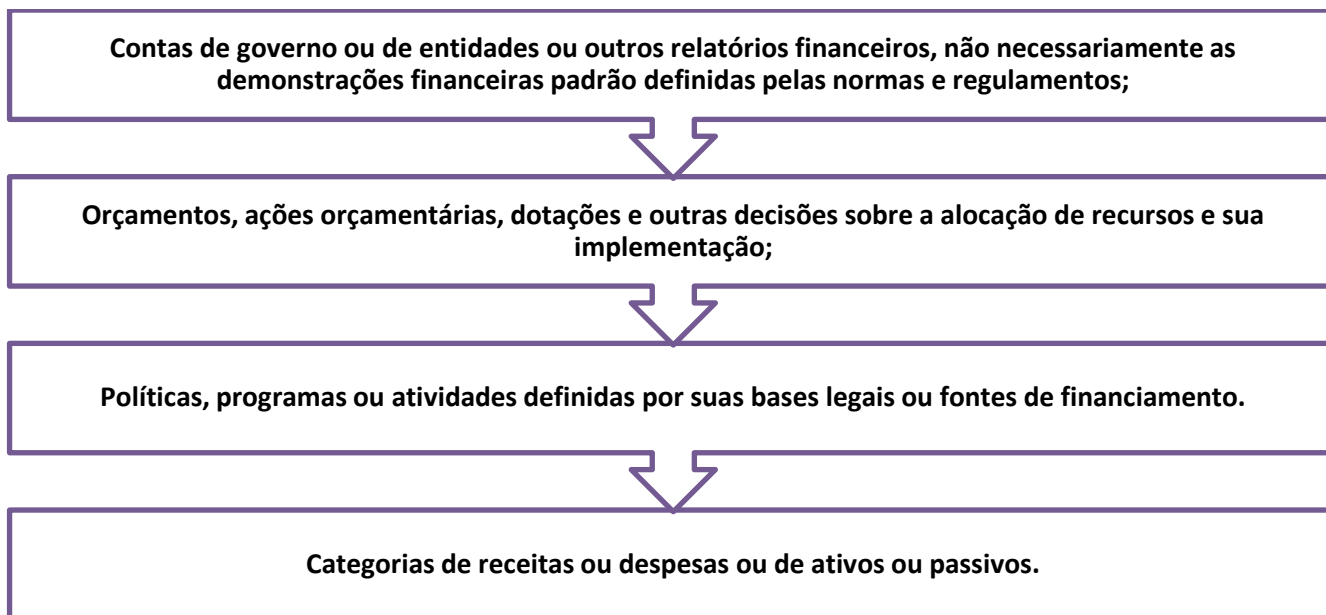 Contas de governo ou de entidades ou outros relatórios financeiros, não necessariamente as
demonstrações financeiras padrão definidas pelas normas e regulamentos;
Orçamentos, ações orçamentárias, dotações e outras decisões sobre a alocação de recursos e sua
implementação;
Políticas, programas ou atividades definidas por suas bases legais ou fontes de financiamento.
Categorias de receitas ou despesas ou de ativos ou passivos.